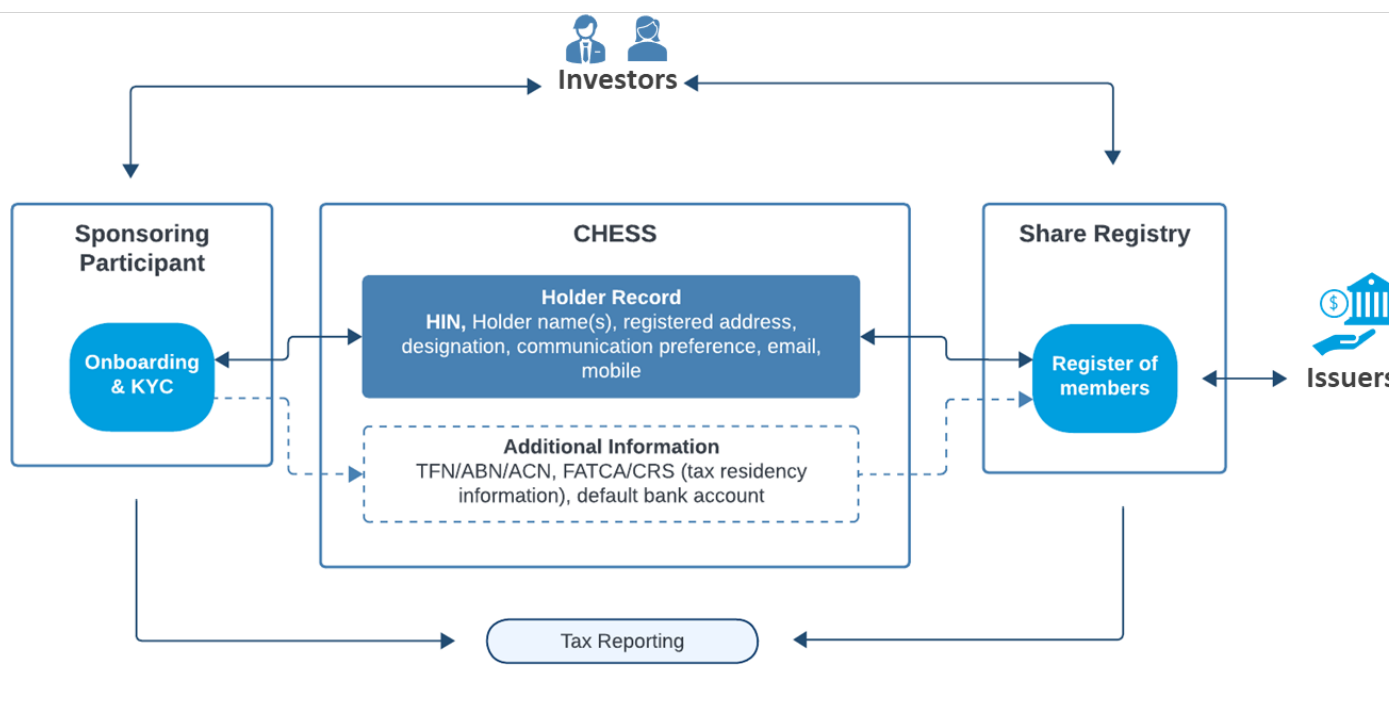 Investors
Sponsoring
Participant
Onboarding
& KYC
CHESS
Holder Record
HIN, Holder name(s), registered address,
designation, communication preference, email,
mobile
Additional Information
TFN/ABN/ACN, FATCA/CRS (tax residency
information), default bank account
Share Registry
Register of
members
$
Issuers
Tax Reporting